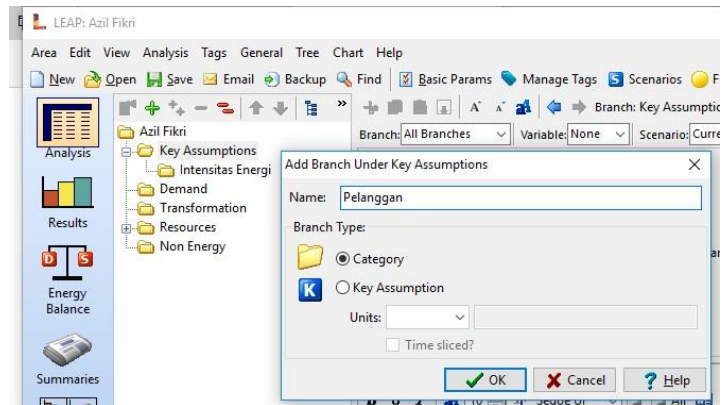 LEAP: Azil Fikri
Area Edit View Analysis Tags General Tree Chart Help
New Open Save Email Backup Find Basic Params Manage Tags Scenarios
Branch: Key Assumptio
Azil Fikri
Key Assumptions
Intensitas Energi
Demand
Transformation
Resources
Non Energy
Branch: All Branches Variable: None Scenario: Curre
Analysis
Results
Energy
Balance
Summaries
Add Branch Under Key Assumptions
Name: Pelanggan
Branch Type:
Category
K Key Assumption
Units:
Time sliced?
OK Cancel Help